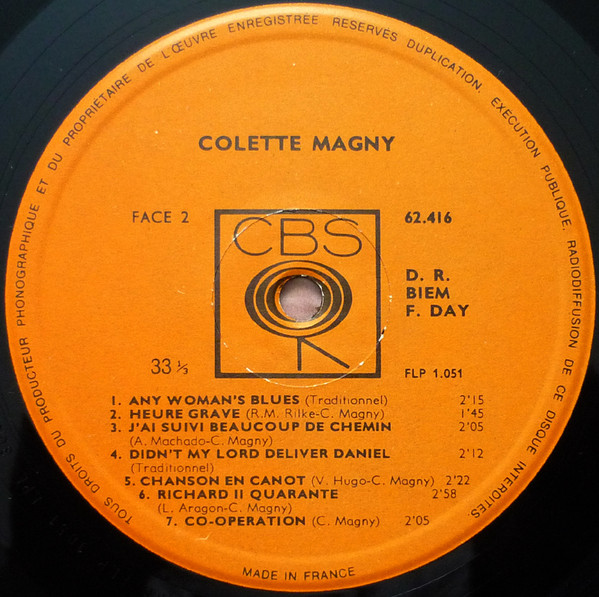 TOUS DROITS DU PRODUCTEUR PHONOGRAPHIQUE ET DU PROPRIETAIRE DE L'ŒUVRE ENREGISTREE RESERVES DUPLICATION. EXECUTION PUBLIQUE. RADIODIFFUSION DE CE DISQUE INTERDITES.
COLETTE MAGNY
FACE 2
CBS
62.416
D. R.
BIEM
F. DAY
33 ⅓
FLP 1.051
1. ANY WOMAN'S BLUES (Traditionnel) 2'15
2. HEURE GRAVE (R.M. Rilke-C. Magny) 1'45
3. J'AI SUIVI BEAUCOUP DE CHEMIN 2'05
(A. Machado-C. Magny)
4. DIDN'T MY LORD DELIVER DANIEL 2'12
(Traditionnel)
5. CHANSON EN CANOT (V. Hugo-C. Magny) 2'22
6. RICHARD II QUARANTE 2'58
(L. Aragon-C. Magny)
7. CO-OPERATION (C. Magny) 2'05
MADE IN FRANCE